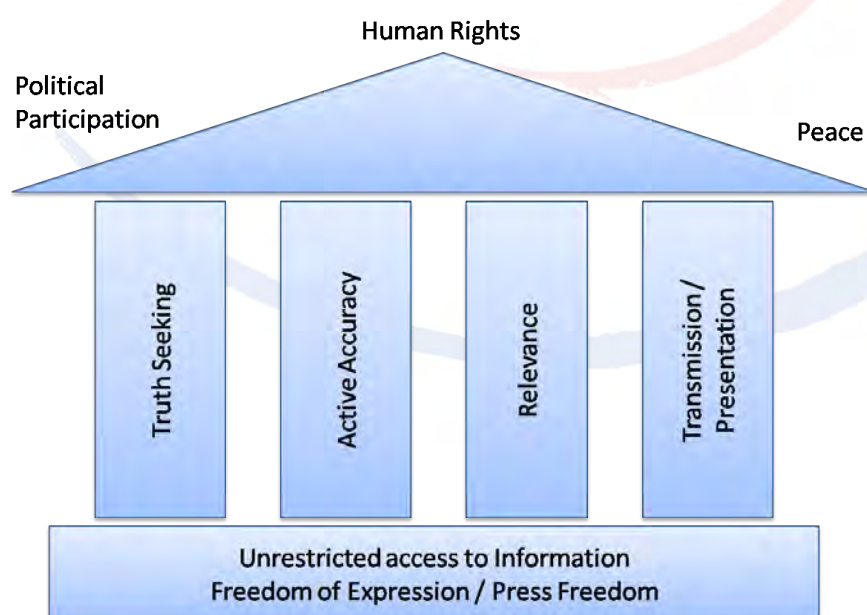 Human Rights
Political
Participation
Peace
Truth Seeking
Active Accuracy
Relevance
Transmission /
Presentation
Unrestricted access to Information
Freedom of Expression / Press Freedom